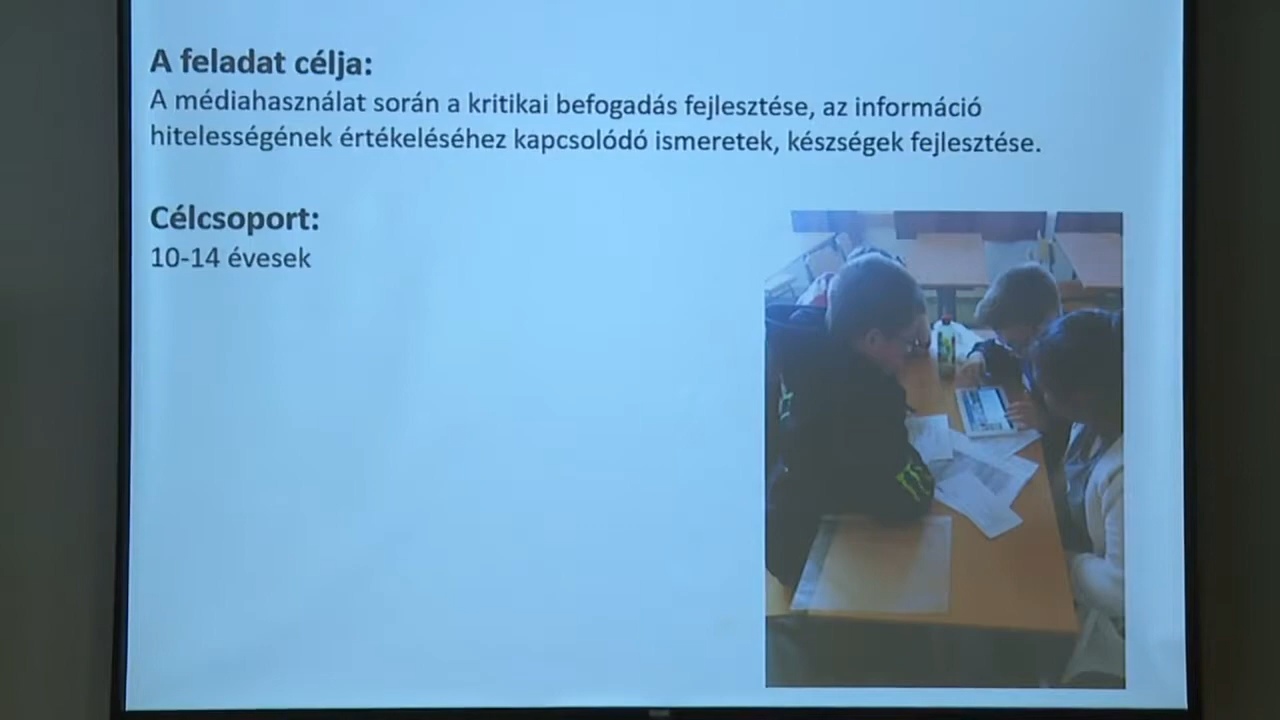 A feladat célja:
A médiahasználat során a kritikai befogadás fejlesztése, az információ
hitelességének értékeléséhez kapcsolódó ismeretek, készségek fejlesztése.
Célcsoport:
10-14 évesek